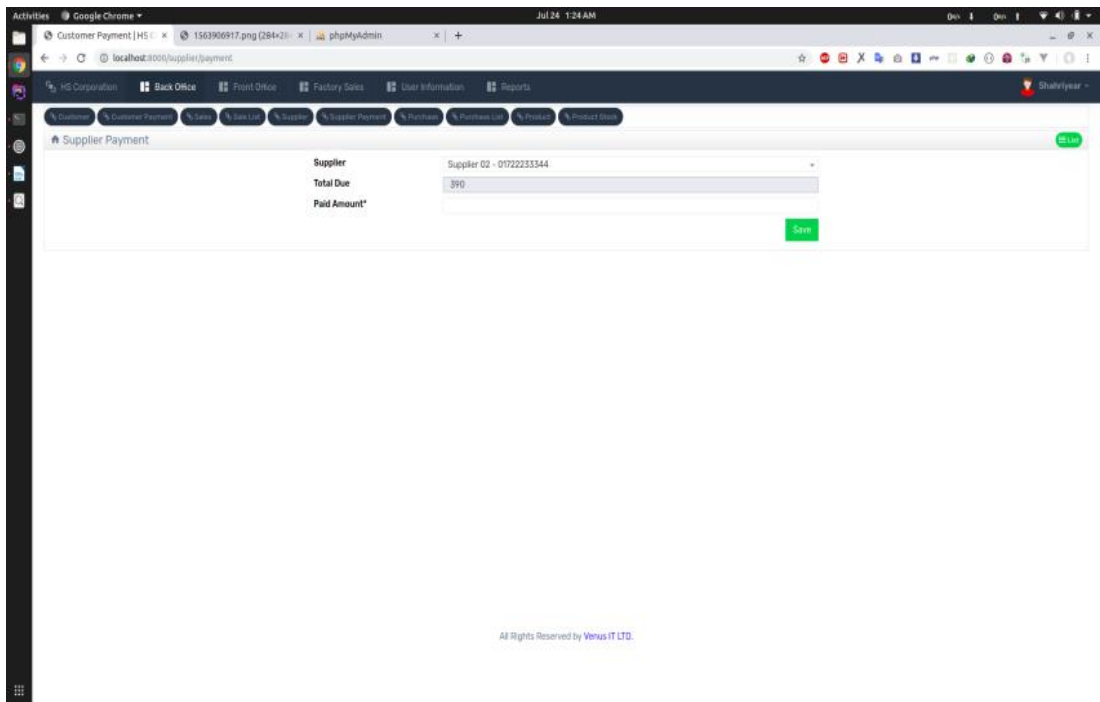 Activities Google Chrome Jul 24 1:24 AM
Customer Payment | HS C 1563906917.png (284×2 phpMyAdmin
localhost:8000/supplier/payment
HS Corporation Back Office Front Office Factory Sales User Information Reports Shahriyear
Customer Customer Payment Sales Sale List Supplier Supplier Payment Purchase Purchase List Product Product Stock
Supplier Payment List
Supplier Supplier 02 - 01722233344
Total Due 390
Paid Amount*
Save
All Rights Reserved by Venus IT LTD.